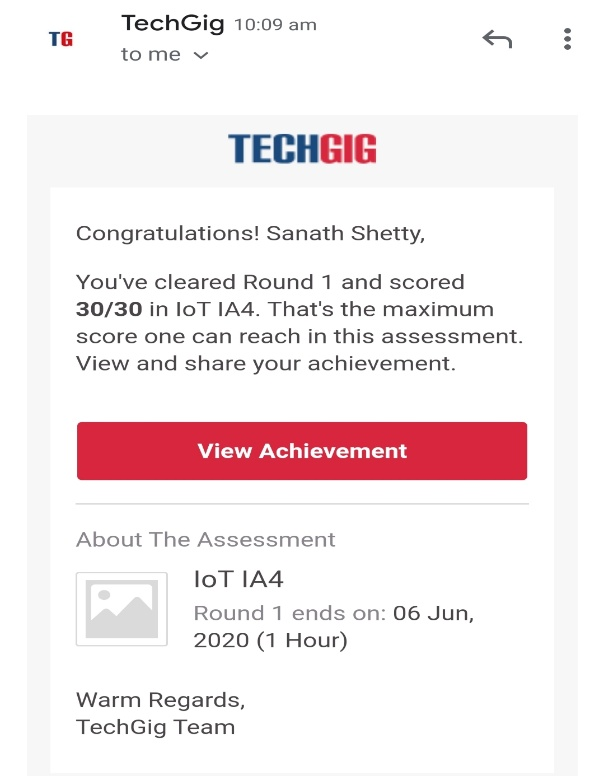 TG
TechGig 10:09 am
to me
TECHGIG
Congratulations! Sanath Shetty,
You've cleared Round 1 and scored
30/30 in IoT IA4. That's the maximum
score one can reach in this assessment.
View and share your achievement.
View Achievement
About The Assessment
IoT IA4
Round 1 ends on: 06 Jun,
2020 (1 Hour)
Warm Regards,
TechGig Team